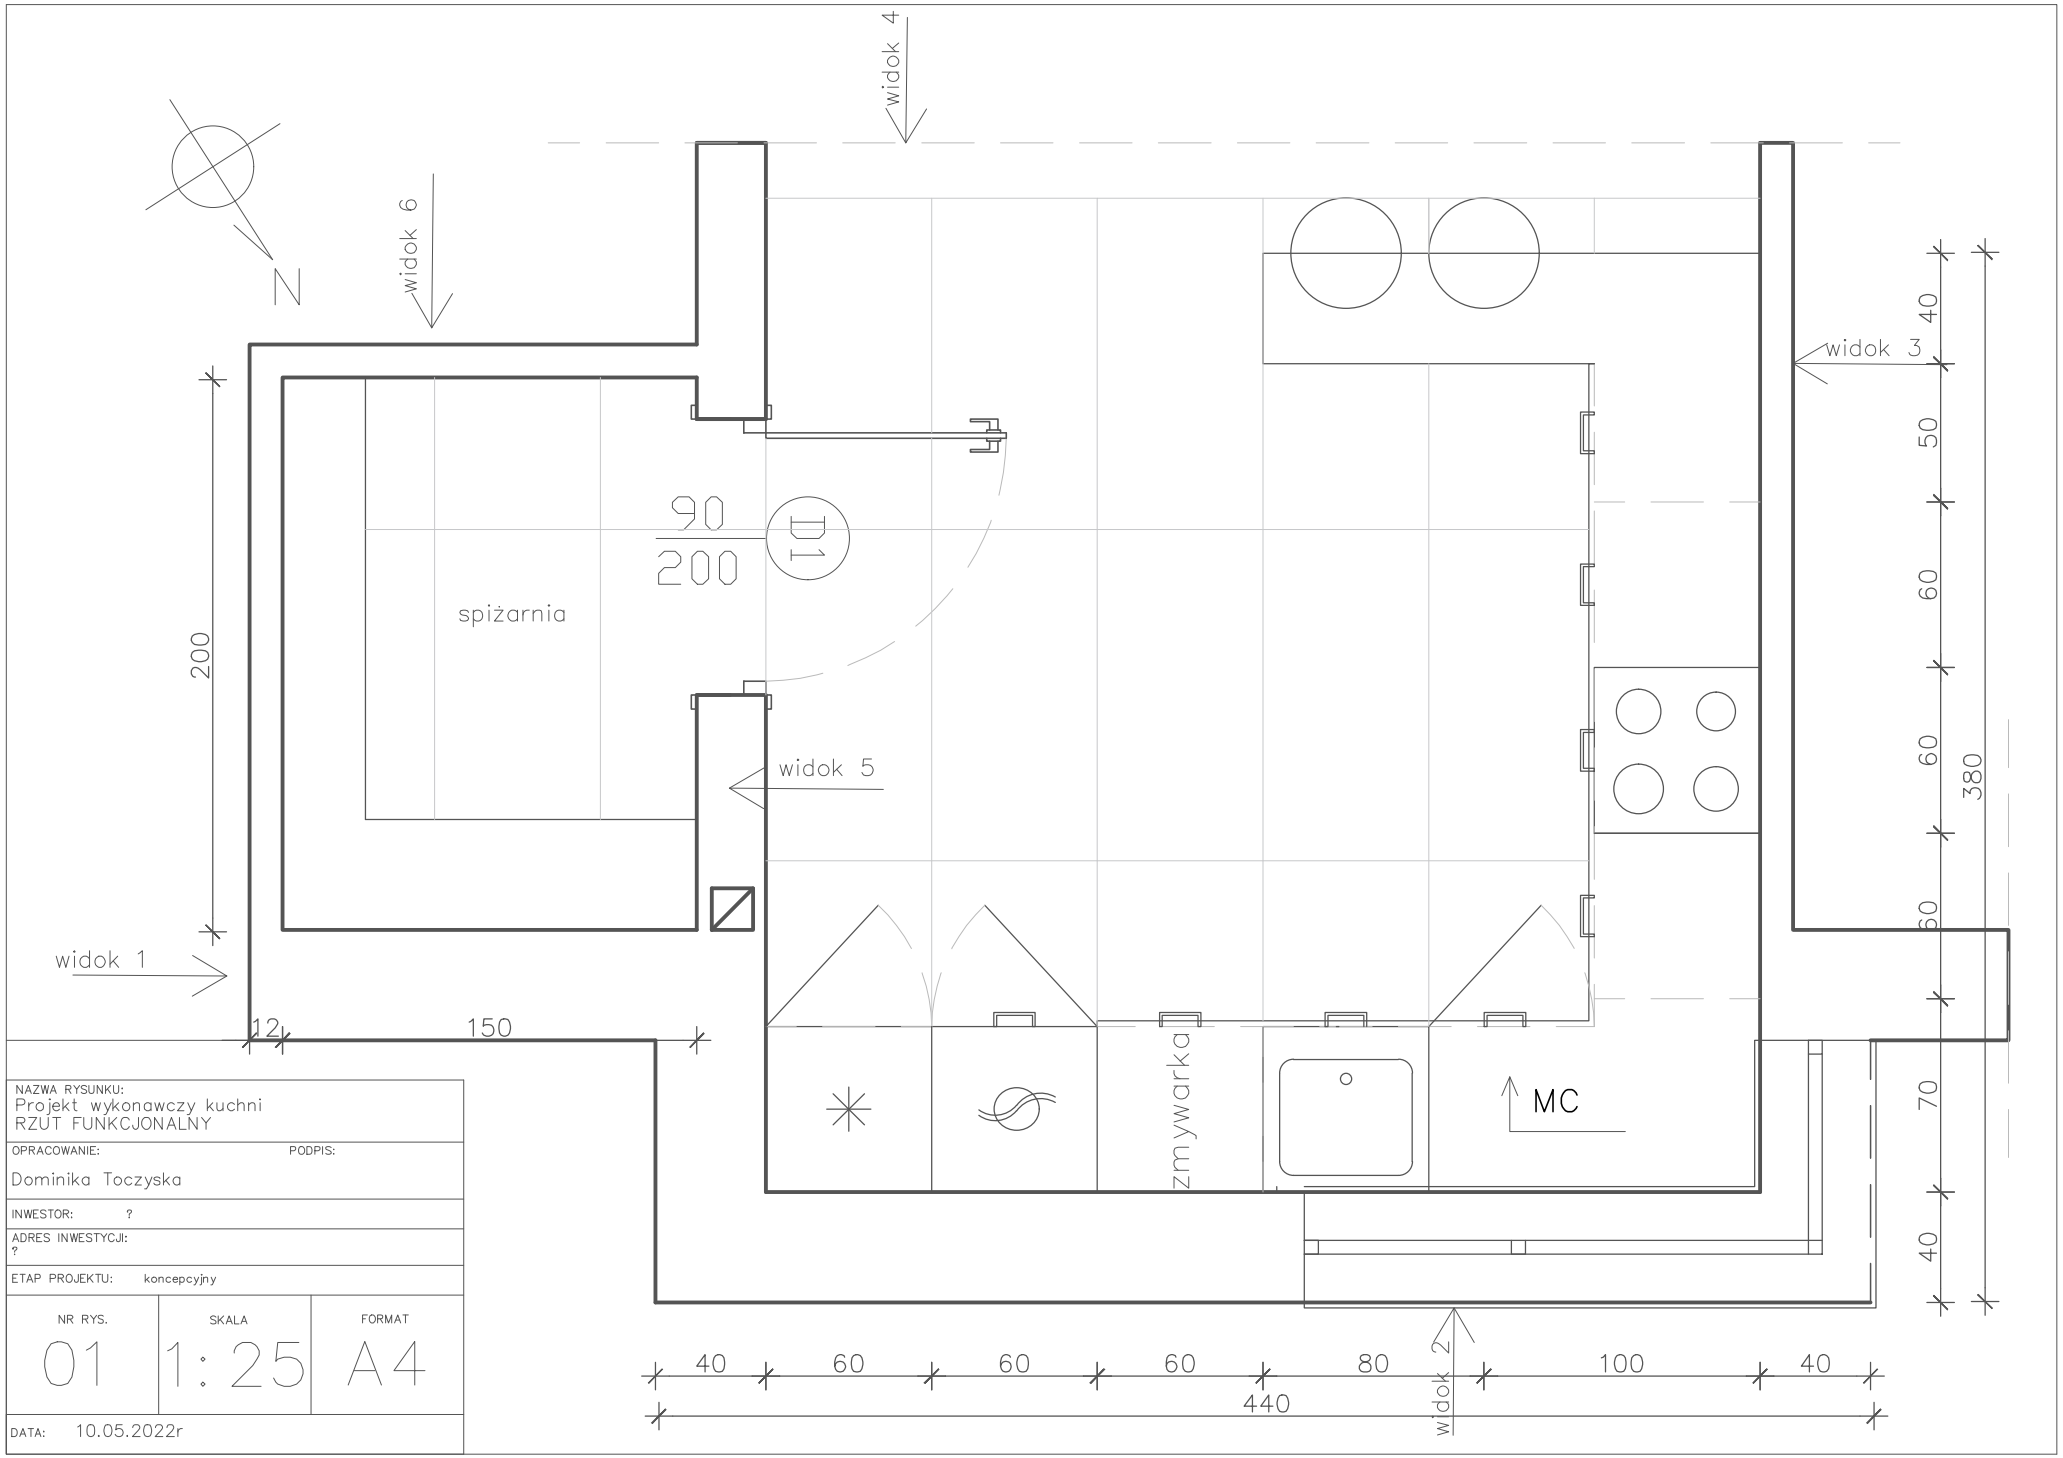 widok 4
widok 6
N
widok 3
40
50
60
60
60
70
40
380
90
200
D1
spiżarnia
200
widok 5
widok 1
12
150
zmywarka
MC
widok 2
40
60
60
60
80
100
40
440
NAZWA RYSUNKU:
Projekt wykonawczy kuchni
RZUT FUNKCJONALNY
OPRACOWANIE: PODPIS:
Dominika Toczyska
INWESTOR: ?
ADRES INWESTYCJI:
?
ETAP PROJEKTU: koncepcyjny
NR RYS. SKALA FORMAT
01 1:25 A4
DATA: 10.05.2022r